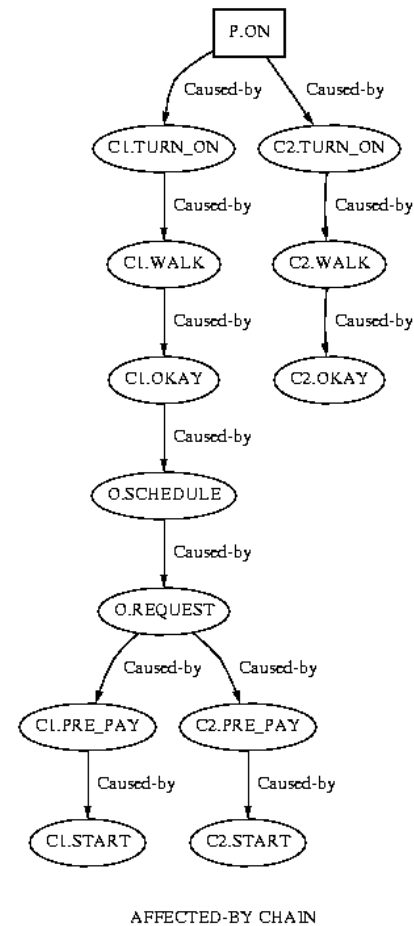 P.ON
Caused-by Caused-by
C1.TURN_ON C2.TURN_ON
Caused-by Caused-by
C1.WALK C2.WALK
Caused-by Caused-by
C1.OKAY C2.OKAY
Caused-by
O.SCHEDULE
Caused-by
O.REQUEST
Caused-by Caused-by
C1.PRE_PAY C2.PRE_PAY
Caused-by Caused-by
C1.START C2.START
AFFECTED-BY CHAIN